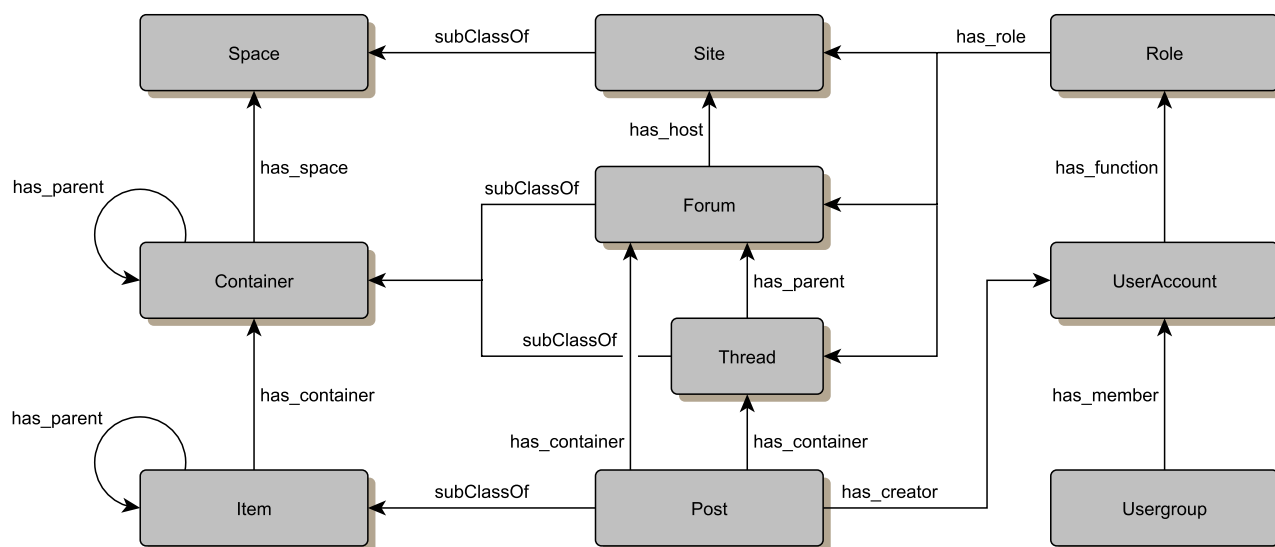 Space
subClassOf
Site
has_role
Role
has_host
has_space
has_function
has_parent
subClassOf
Forum
Container
has_parent
UserAccount
subClassOf
Thread
has_container
has_member
has_parent
has_container
has_container
Item
subClassOf
Post
has_creator
Usergroup